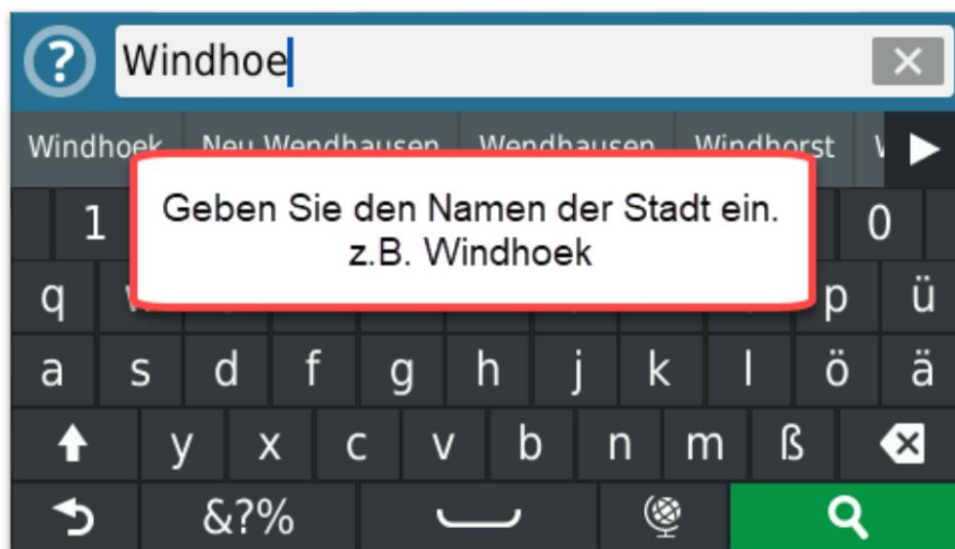 ?
Windhoe
Windhoek Neu Wendhausen Wendhausen Windhorst
Geben Sie den Namen der Stadt ein.
z.B. Windhoek
1 0
q p ü
a s d f g h j k l ö ä
y x c v b n m ß
&?%